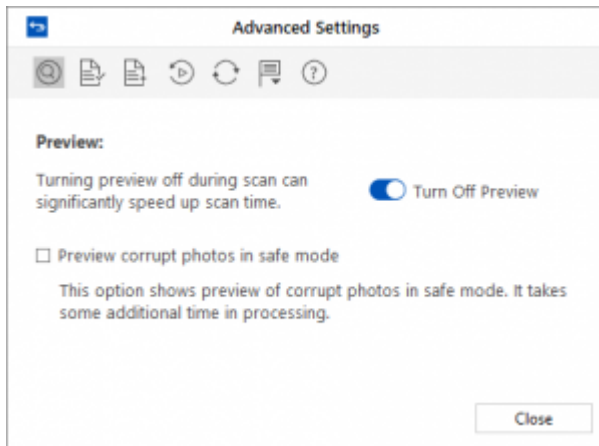 Advanced Settings
Preview:
Turning preview off during scan can
significantly speed up scan time.
Turn Off Preview
Preview corrupt photos in safe mode
This option shows preview of corrupt photos in safe mode. It takes
some additional time in processing.
Close